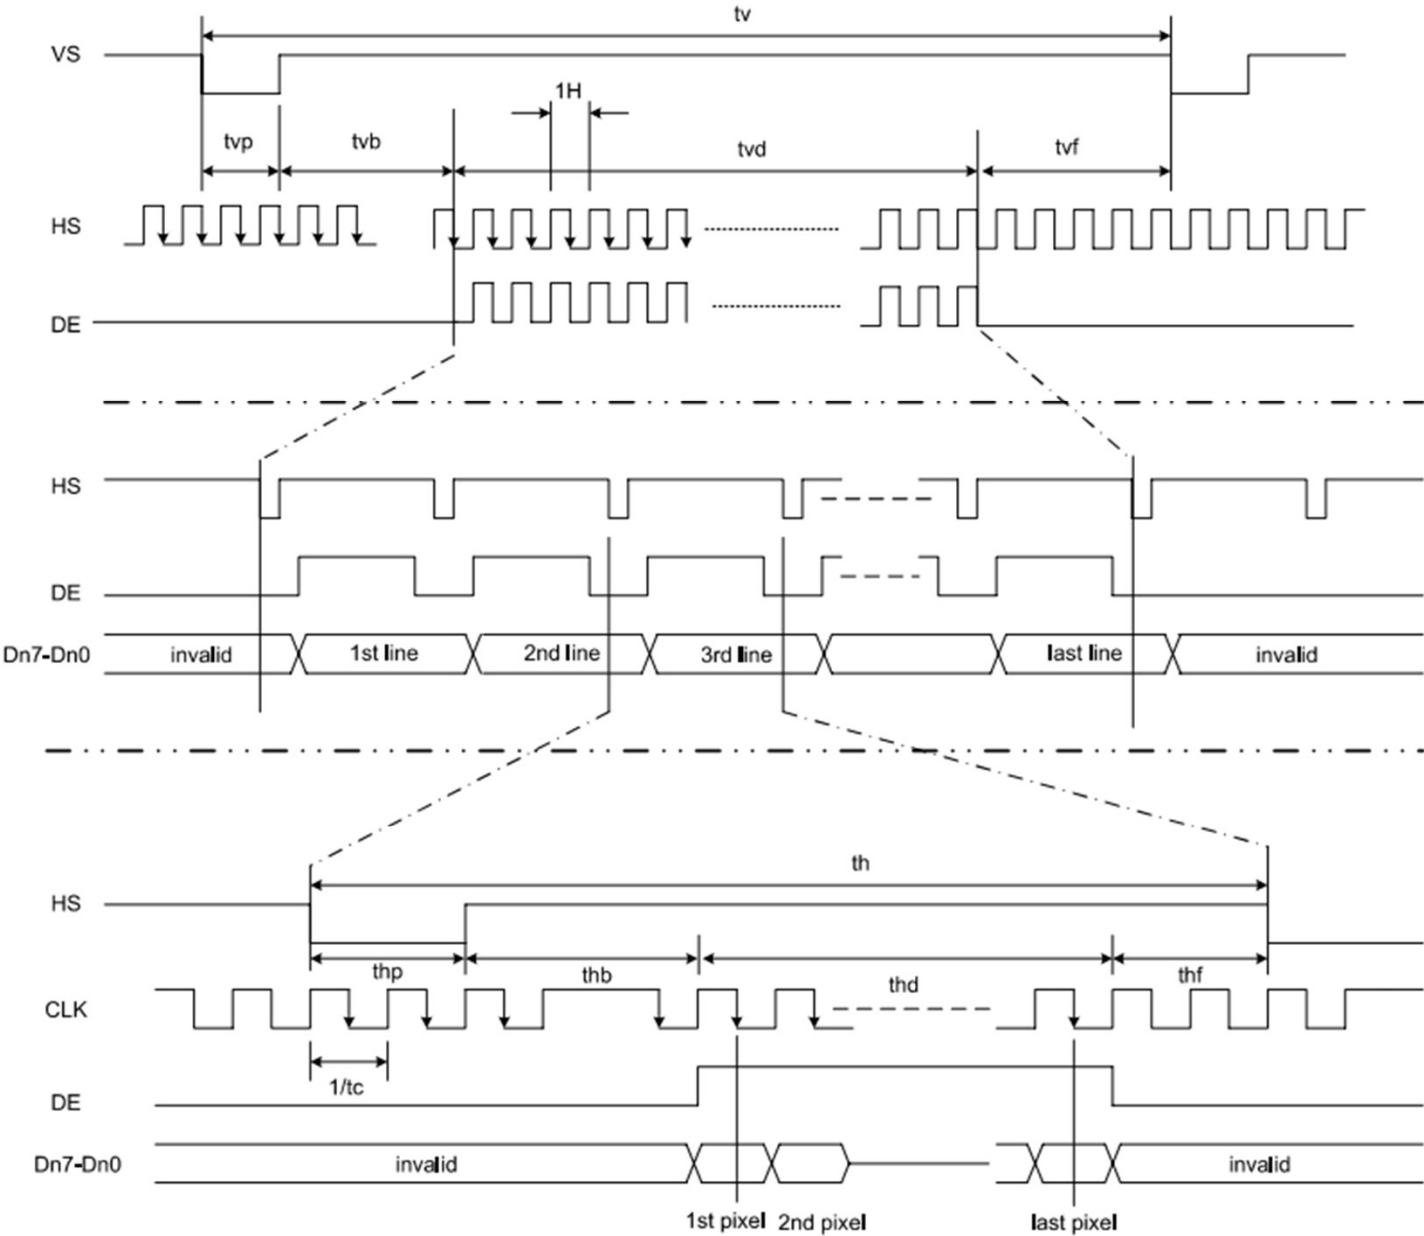 tv
VS
1H
tvp
tvb
tvd
tvf
HS
DE
HS
DE
Dn7-Dn0
invalid
1st line
2nd line
3rd line
last line
invalid
th
HS
thp
thb
thd
thf
CLK
1/tc
DE
Dn7-Dn0
invalid
invalid
1st pixel
2nd pixel
last pixel